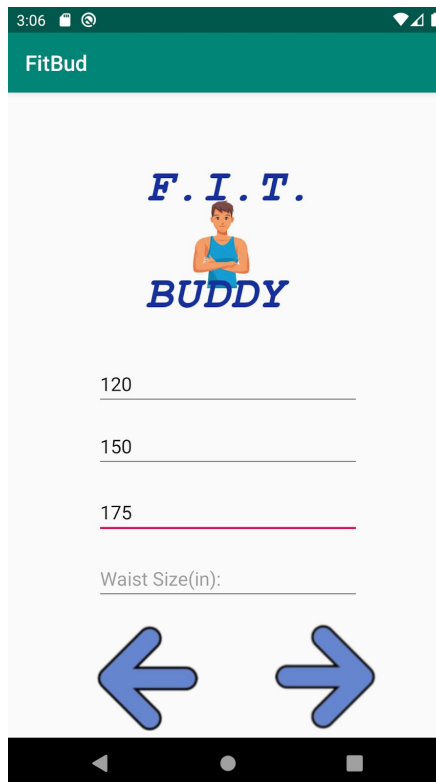 3:06
FitBud
F.I.T.
BUDDY
120
150
175
Waist Size(in):